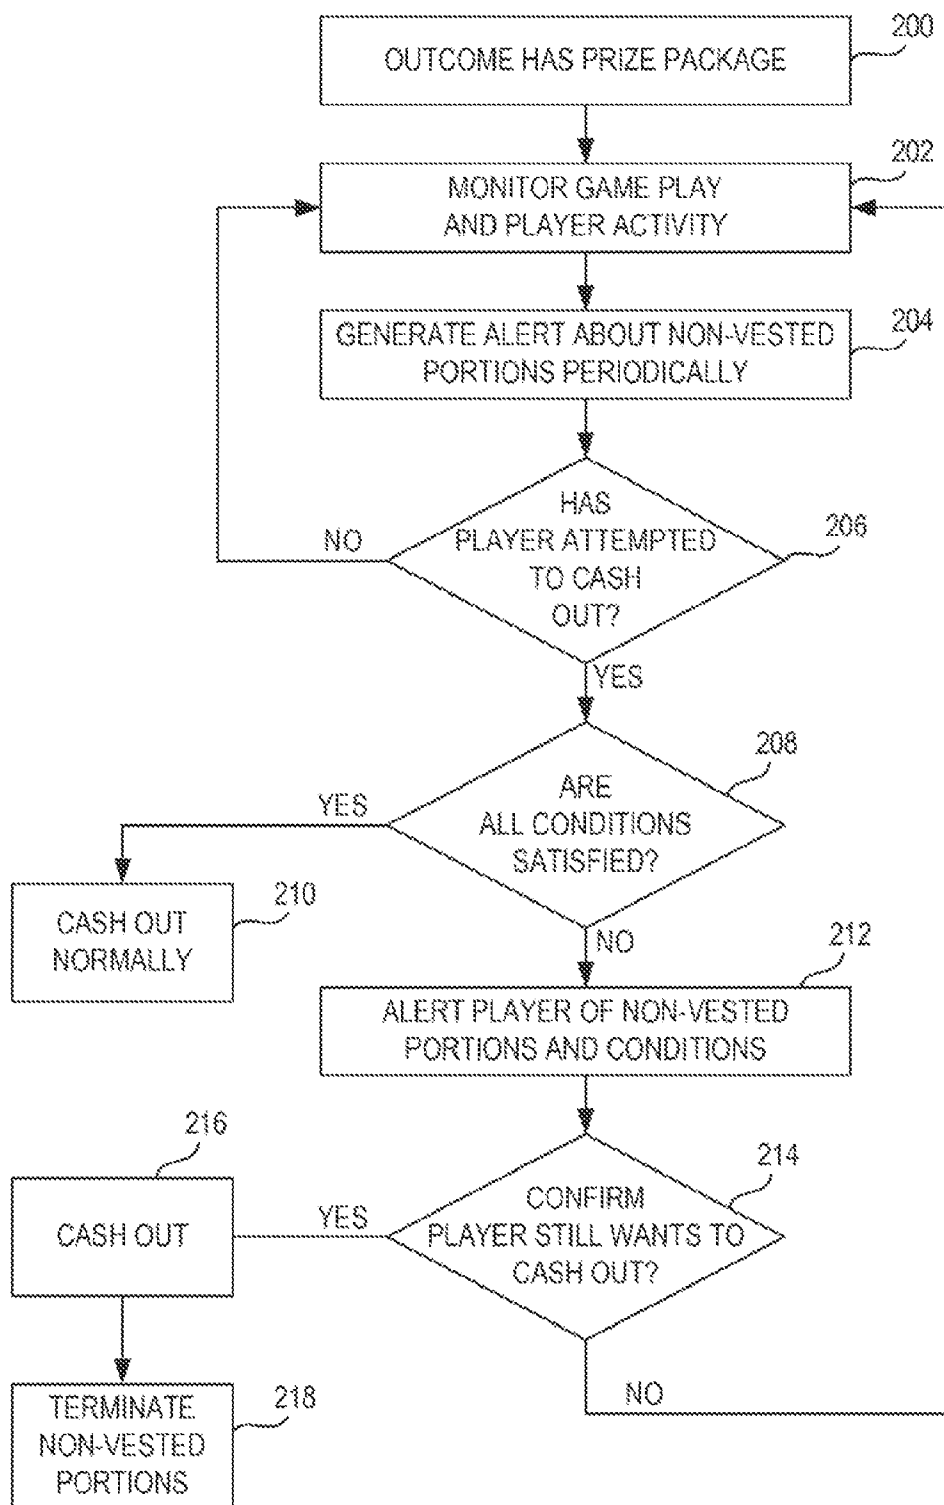 200
OUTCOME HAS PRIZE PACKAGE
202
MONITOR GAME PLAY
AND PLAYER ACTIVITY
204
GENERATE ALERT ABOUT NON-VESTED
PORTIONS PERIODICALLY
206
HAS
PLAYER ATTEMPTED
TO CASH
OUT?
NO
YES
208
ARE
ALL CONDITIONS
SATISFIED?
YES
210
CASH OUT
NORMALLY
NO
212
ALERT PLAYER OF NON-VESTED
PORTIONS AND CONDITIONS
214
CONFIRM
PLAYER STILL WANTS TO
CASH OUT?
YES
216
CASH OUT
NO
218
TERMINATE
NON-VESTED
PORTIONS